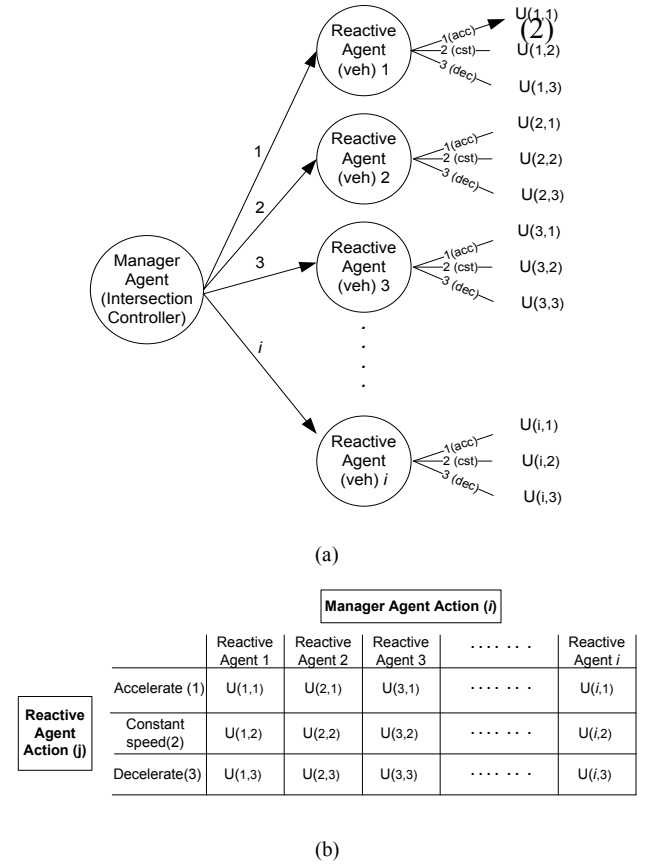 Reactive
Agent
(veh) 1
1(acc)
2 (cst)
3 (dec)
U(1,1)
(2)
U(1,2)
U(1,3)
1
Reactive
Agent
(veh) 2
1(acc)
2 (cst)
3 (dec)
U(2,1)
U(2,2)
U(2,3)
2
Manager
Agent
(Intersection
Controller)
3
Reactive
Agent
(veh) 3
1(acc)
2 (cst)
3 (dec)
U(3,1)
U(3,2)
U(3,3)
.
.
.
.
i
Reactive
Agent
(veh) i
1(acc)
2 (cst)
3 (dec)
U(i,1)
U(i,2)
U(i,3)
(a)
Manager Agent Action (i)
Reactive Agent 1 Reactive Agent 2 Reactive Agent 3 ....... Reactive Agent i
Reactive
Agent
Action (j)
Accelerate (1) U(1,1) U(2,1) U(3,1) U(i,1)
Constant speed(2) U(1,2) U(2,2) U(3,2) ....... U(i,2)
Decelerate(3) U(1,3) U(2,3) U(3,3) ....... U(i,3)
(b)